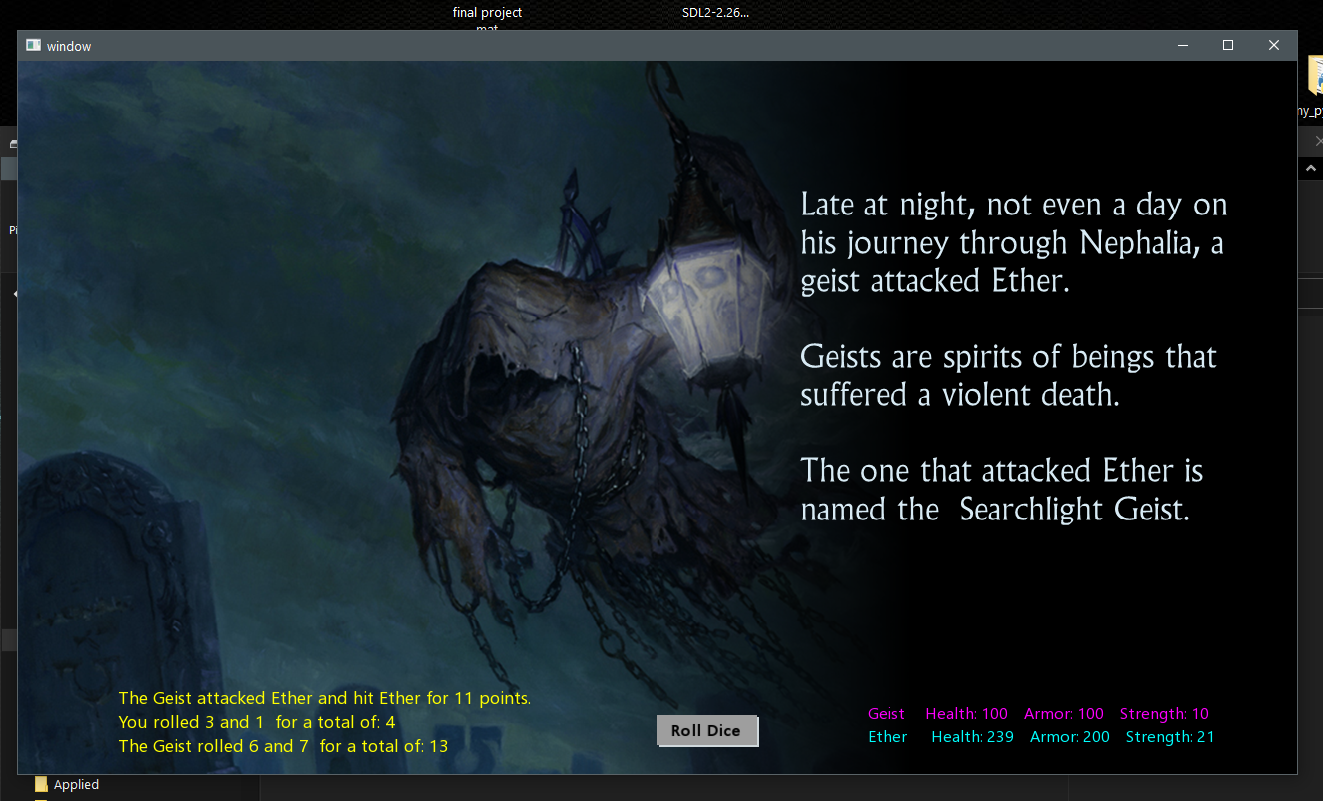 final project
SDL2-2.26...
window
Late at night, not even a day on
his journey through Nephalia, a
geist attacked Ether.
Geists are spirits of beings that
suffered a violent death.
The one that attacked Ether is
named the  Searchlight Geist.
The Geist attacked Ether and hit Ether for 11 points.
You rolled 3 and 1  for a total of: 4
The Geist rolled 6 and 7  for a total of: 13
Roll Dice
Geist Health: 100 Armor: 100 Strength: 10
Ether Health: 239 Armor: 200 Strength: 21
Applied